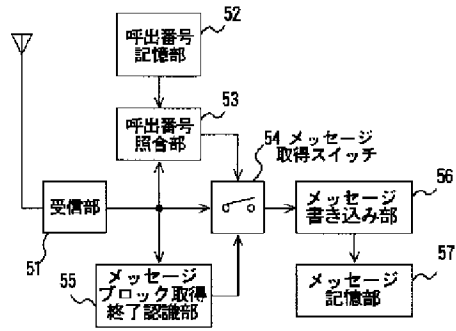 52
呼出番号
記憶部
53
呼出番号
照合部
54 メッセージ
取得スイッチ
56
受信部
メッセージ
書き込み部
51
55
メッセージ
ブロック取得
終了認識部
57
メッセージ
記憶部